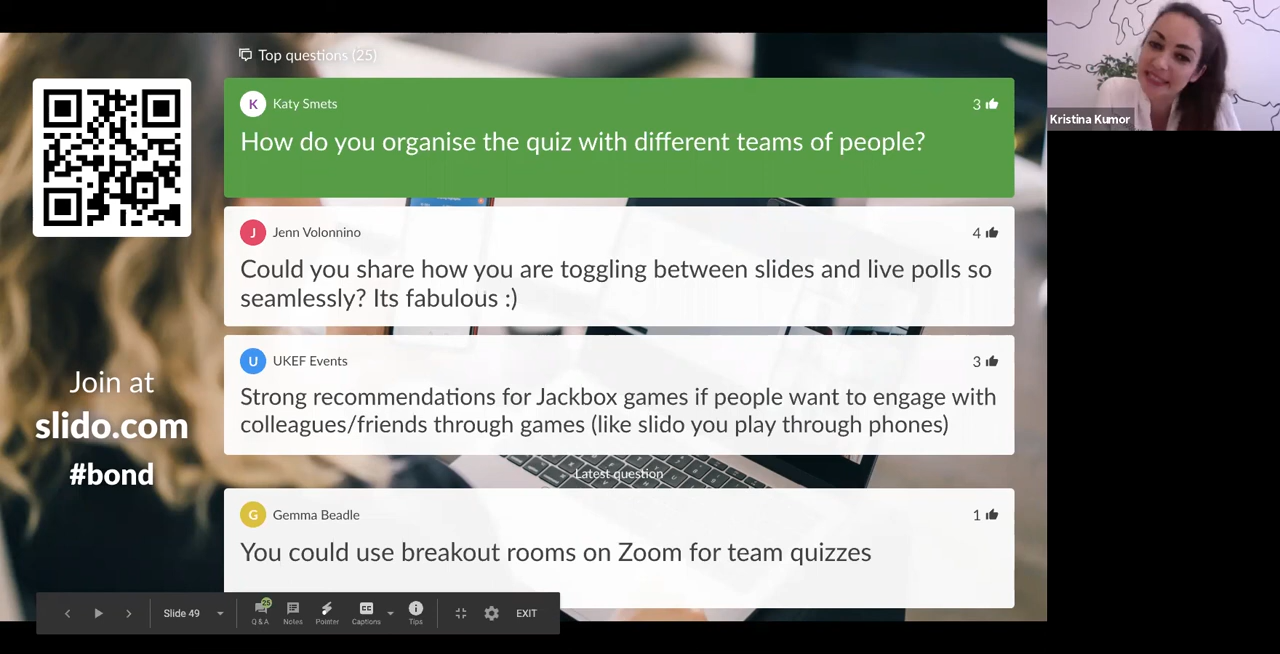 Top questions (25)
K Katy Smets 3
How do you organise the quiz with different teams of people?
J Jenn Volonnino 4
Could you share how you are toggling between slides and live polls so
seamlessly? Its fabulous :)
U UKEF Events 3
Strong recommendations for Jackbox games if people want to engage with
colleagues/friends through games (like slido you play through phones)
Latest question
G Gemma Beadle 1
You could use breakout rooms on Zoom for team quizzes
Join at
slido.com
#bond
Slide 49
25
Q & A
Notes
Pointer
CC
Captions
Tips
EXIT
Kristina Kumor